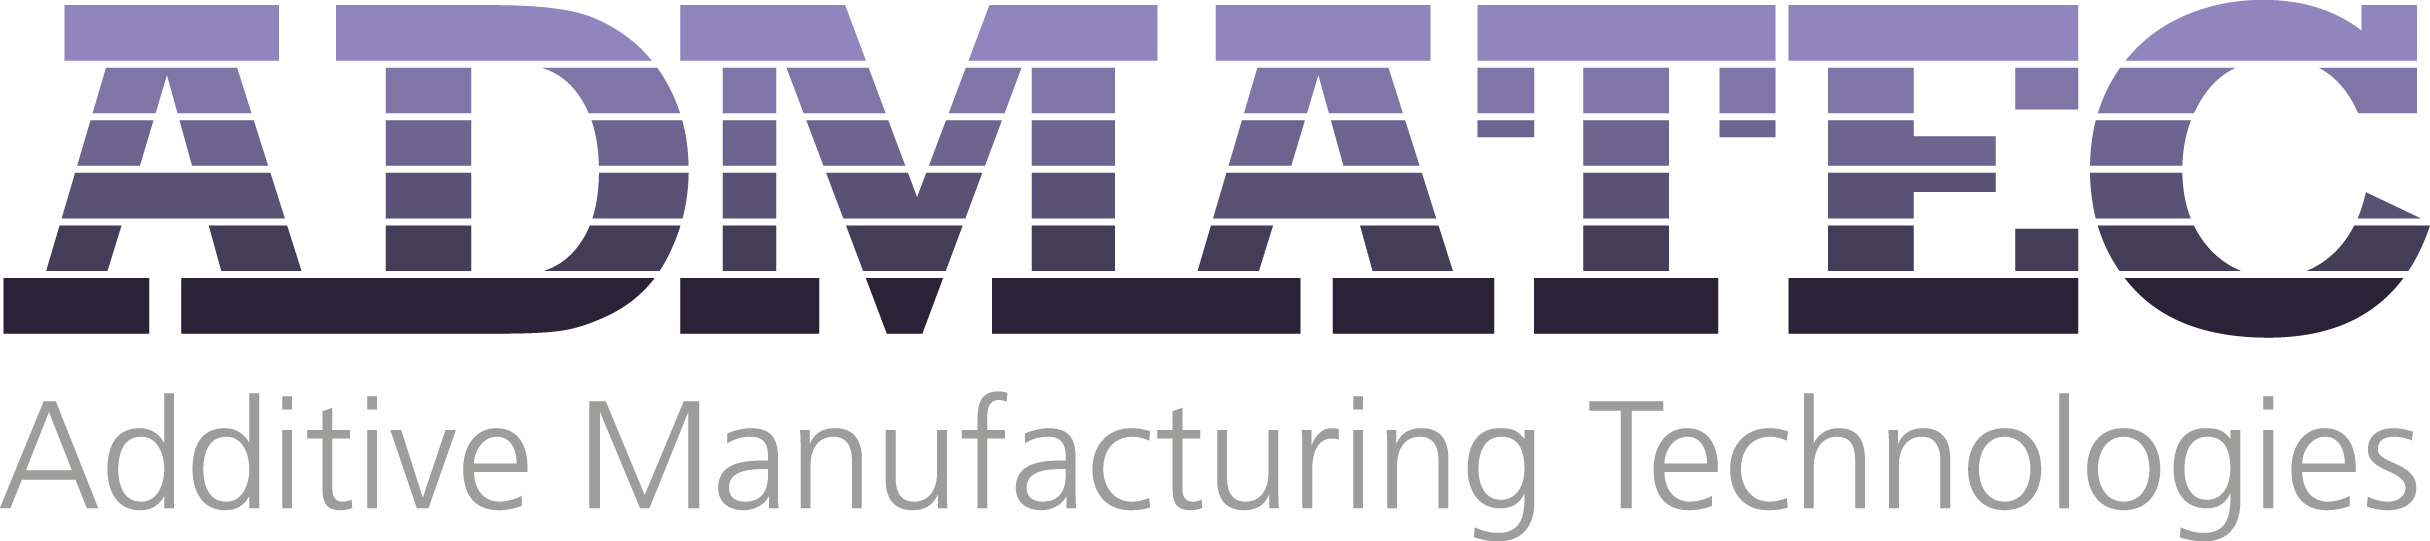 ADMATEC
Additive Manufacturing Technologies